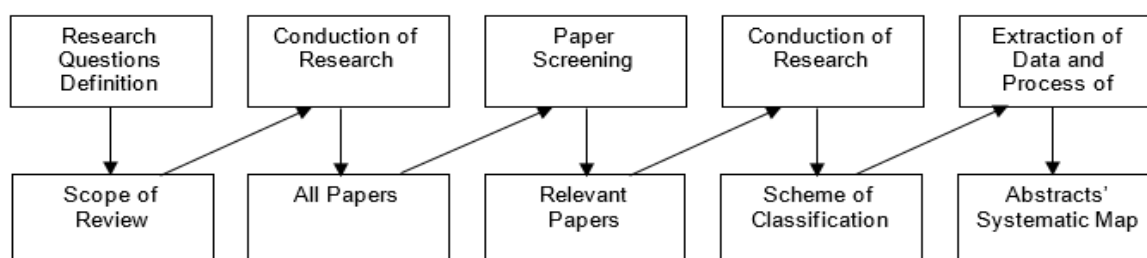 Research
Questions
Definition
Conduction of
Research
Paper
Screening
Conduction of
Research
Extraction of
Data and
Process of
Scope of
Review
All Papers
Relevant
Papers
Scheme of
Classification
Abstracts'
Systematic Map